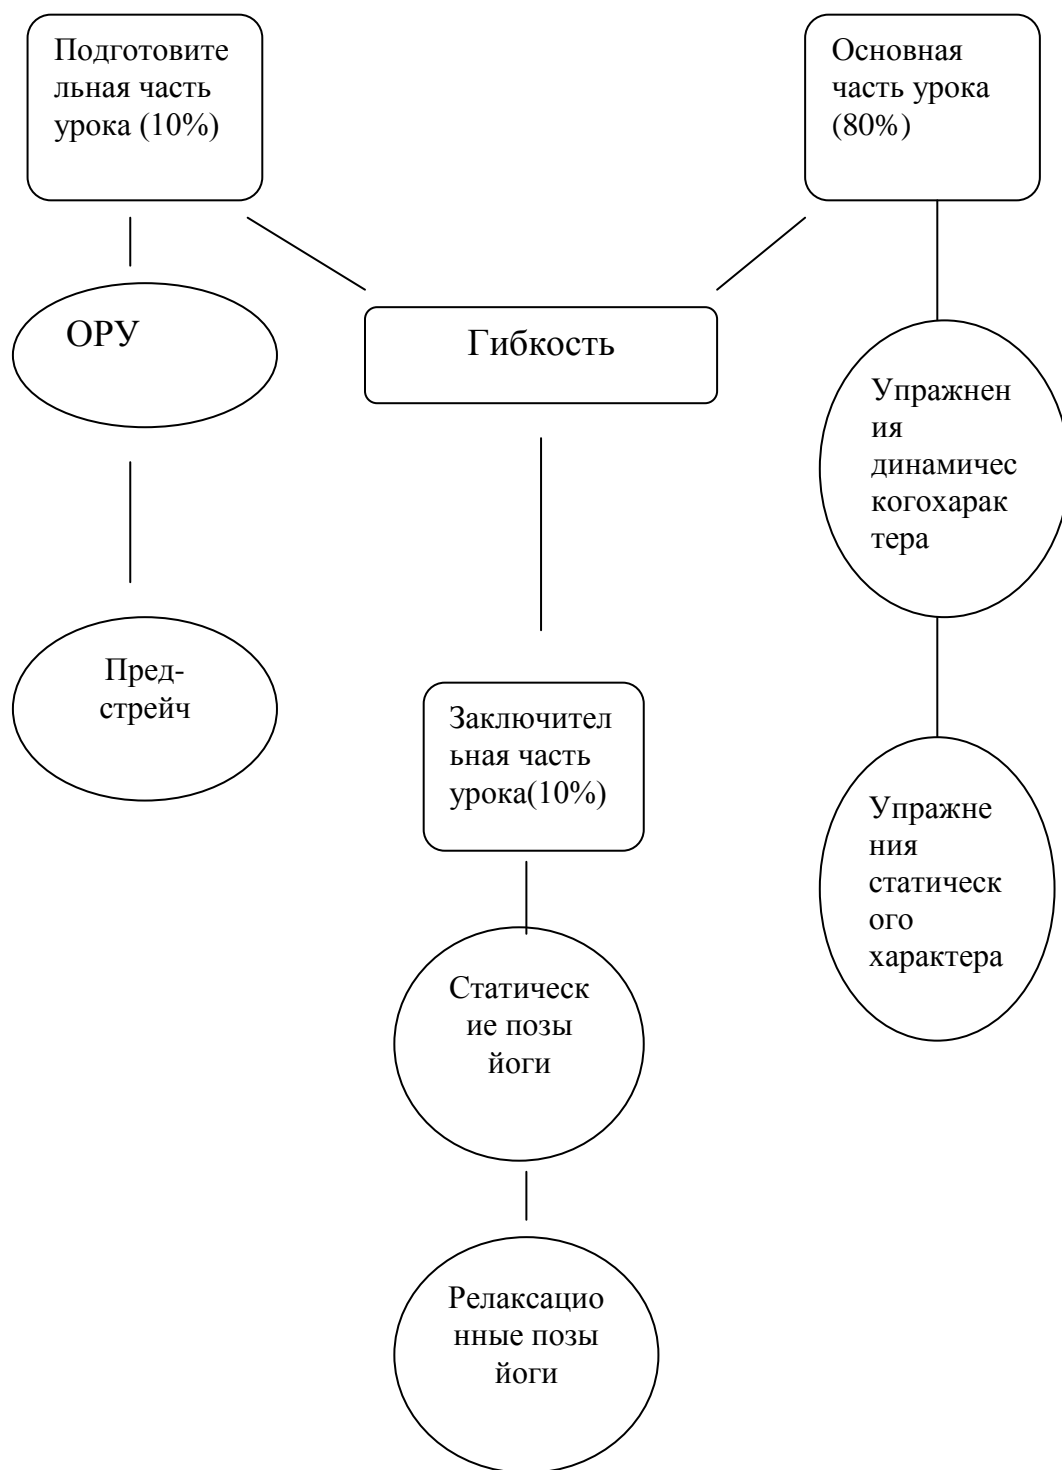 Подготовите
льная часть
урока (10%)
Основная
часть урока
(80%)
ОРУ
Гибкость
Упражнен
ия
динамичес
когохарак
тера
Пред-
стрейч
Заключител
ьная часть
урока(10%)
Упражне
ния
статическ
ого
характера
Статическ
ие позы
йоги
Релаксацио
нные позы
йоги